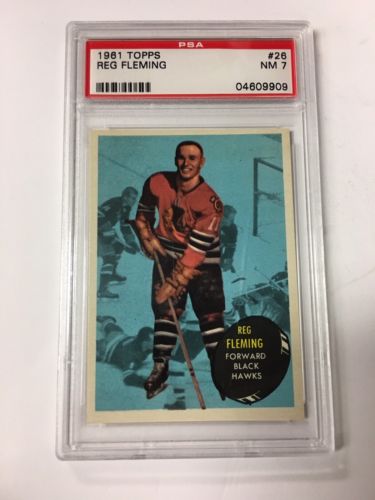 PSA
1961 TOPPS #26
REG FLEMING NM 7
04609909
REG
FLEMING
FORWARD
BLACK
HAWKS